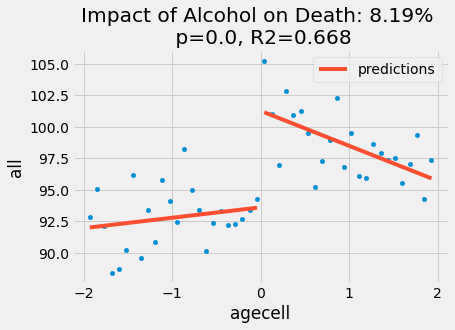 Impact of Alcohol on Death: 8.19%
p=0.0, R2=0.668
predictions
105.0
102.5
100.0
97.5
95.0
92.5
90.0
all
−2
−1
0
1
2
agecell